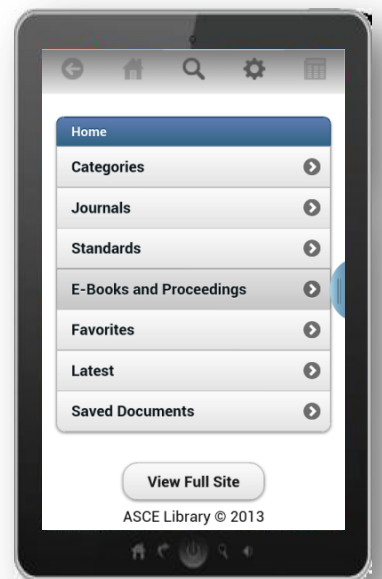 Home
Categories
Journals
Standards
E-Books and Proceedings
Favorites
Latest
Saved Documents
View Full Site
ASCE Library © 2013